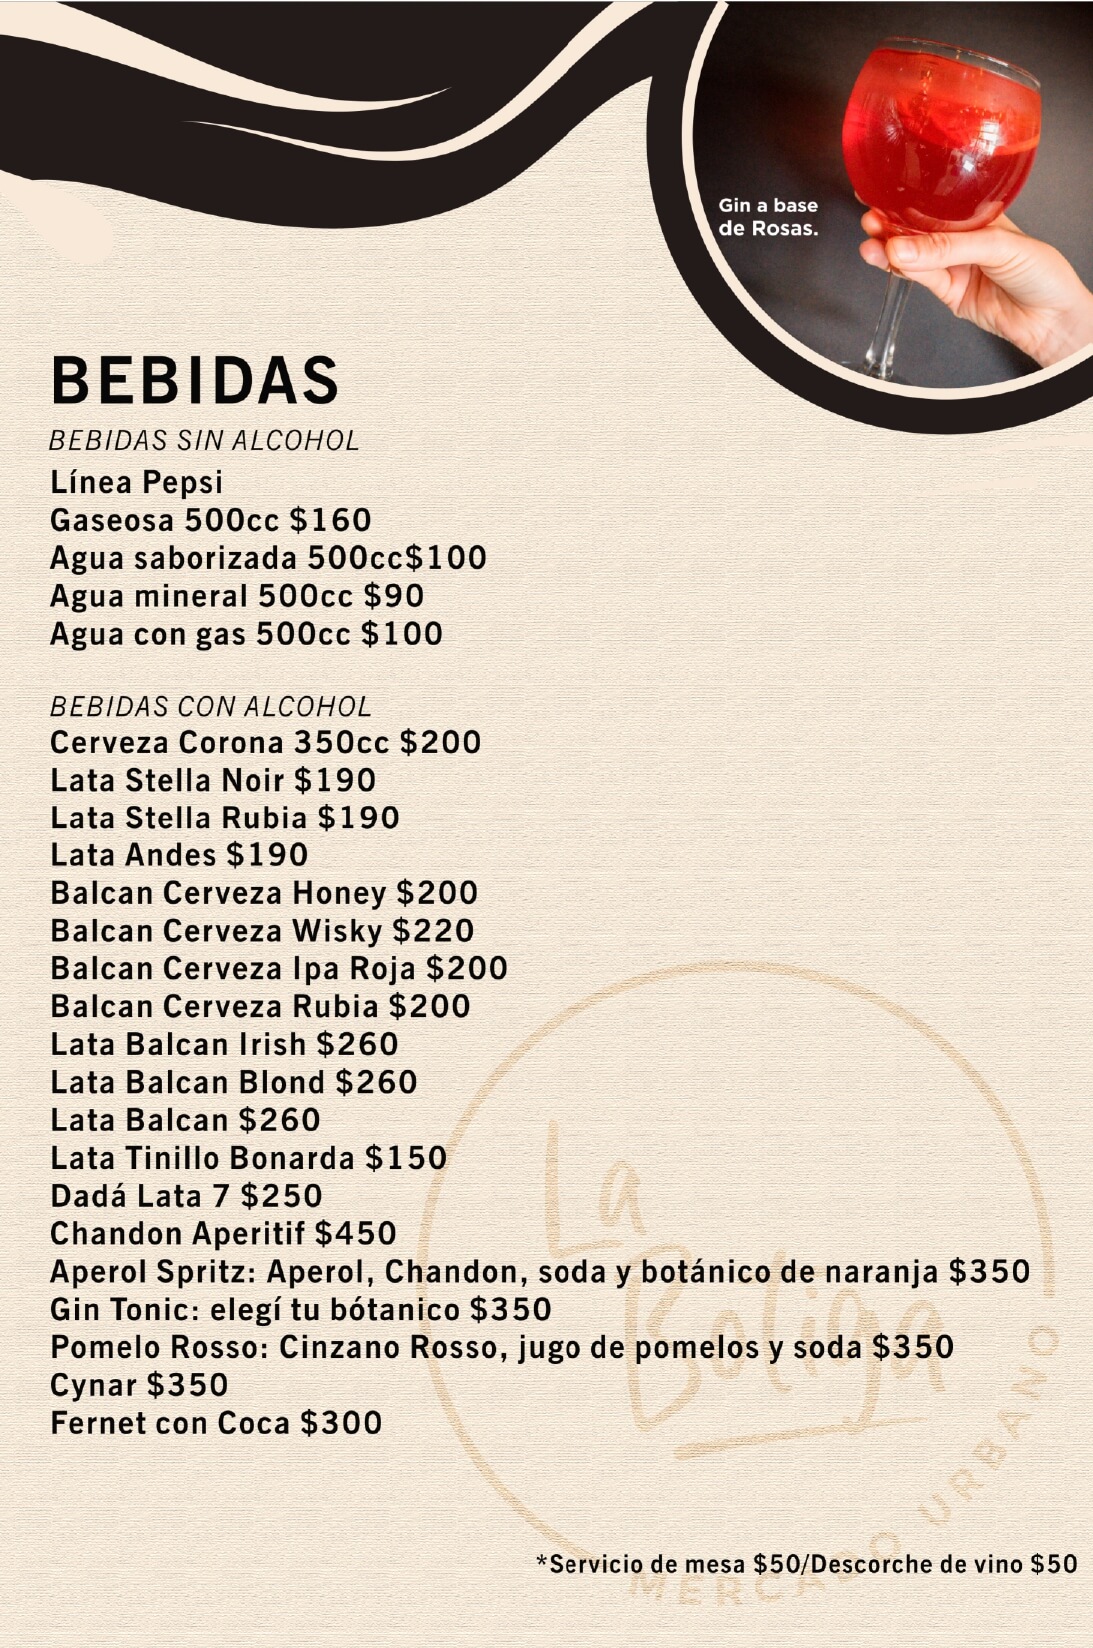 Gin a base
de Rosas.
BEBIDAS
BEBIDAS SIN ALCOHOL
Línea Pepsi
Gaseosa 500cc $160
Agua saborizada 500cc$100
Agua mineral 500cc $90
Agua con gas 500cc $100
BEBIDAS CON ALCOHOL
Cerveza Corona 350cc $200
Lata Stella Noir $190
Lata Stella Rubia $190
Lata Andes $190
Balcan Cerveza Honey $200
Balcan Cerveza Wisky $220
Balcan Cerveza Ipa Roja $200
Balcan Cerveza Rubia $200
Lata Balcan Irish $260
Lata Balcan Blond $260
Lata Balcan $260
Lata Tinillo Bonarda $150
Dadá Lata 7 $250
Chandon Aperitif $450
Aperol Spritz: Aperol, Chandon, soda y botánico de naranja $350
Gin Tonic: elegí tu bótanico $350
Pomelo Rosso: Cinzano Rosso, jugo de pomelos y soda $350
Cynar $350
Fernet con Coca $300
La
Botiga
MERCADO URBANO
*Servicio de mesa $50/Descorche de vino $50